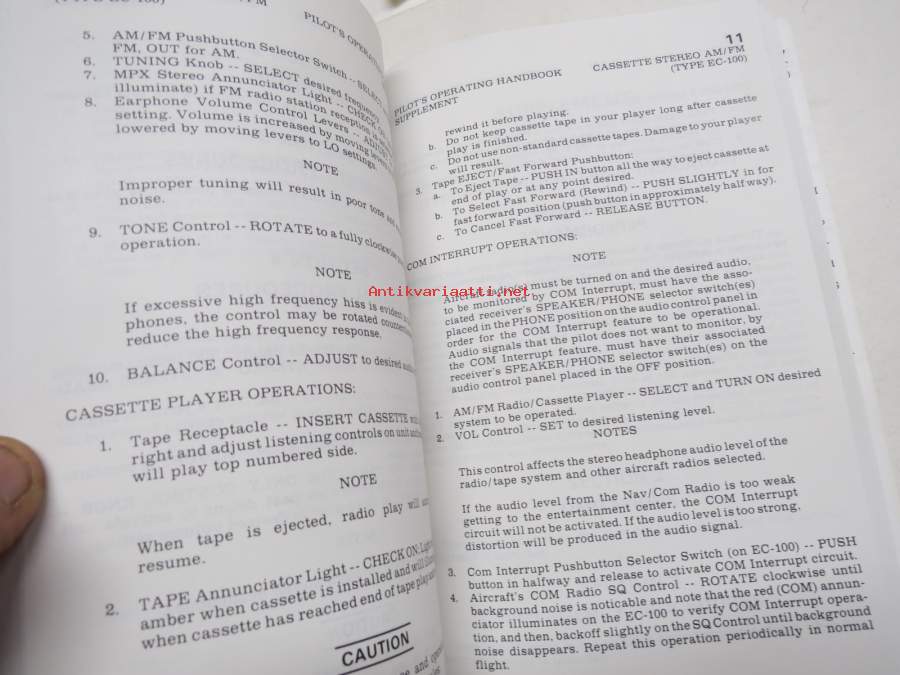 5. AM/FM Pushbutton Selector Switch -- SELECT
FM, OUT for AM.
6. TUNING Knob -- SELECT desired frequency
7. MPX Stereo Annunciator Light -- CHECK ON
illuminate) if FM radio station reception is
8. Earphone Volume Control Levers -- ADJUST
setting. Volume is increased by moving levers
lowered by moving levers to LO settings.
NOTE
Improper tuning will result in poor tone
noise.
9. TONE Control -- ROTATE to a fully clockwise
operation.
NOTE
If excessive high frequency hiss is evident
phones, the control may be rotated
reduce the high frequency response.
10. BALANCE Control -- ADJUST to desired
CASSETTE PLAYER OPERATIONS:
1. Tape Receptacle -- INSERT CASSETTE
right and adjust listening controls on unit
will play top numbered side.
NOTE
When tape is ejected, radio play will
resume.
2. TAPE Annunciator Light -- CHECK ON
amber when cassette is installed and will
when cassette has reached end of tape play
CAUTION
PILOT'S
11
PILOT'S OPERATING HANDBOOK CASSETTE STEREO AM/FM
SUPPLEMENT (TYPE EC-100)
rewind it before playing.
b. Do not keep cassette tape in your player long after cassette
play is finished.
c. Do not use non-standard cassette tapes. Damage to your player
will result.
3. Tape EJECT/Fast Forward Pushbutton:
a. To Eject Tape -- PUSH IN button all the way to eject cassette at
end of play or at any point desired.
b. To Select Fast Forward (Rewind) -- PUSH SLIGHTLY in for
fast forward position (push button in approximately half way).
c. To Cancel Fast Forward -- RELEASE BUTTON.
COM INTERRUPT OPERATIONS:
NOTE
Aircraft radio(s) must be turned on and the desired audio,
to be monitored by COM Interrupt, must have the asso-
ciated receiver's SPEAKER/PHONE selector switch(es)
placed in the PHONE position on the audio control panel in
order for the COM Interrupt feature to be operational.
Audio signals that the pilot does not want to monitor, by
the COM Interrupt feature, must have their associated
receiver's SPEAKER/PHONE selector switch(es) on the
audio control panel placed in the OFF position.
1. AM/FM Radio/Cassette Player -- SELECT and TURN ON desired
system to be operated.
2. VOL Control -- SET to desired listening level.
NOTES
This control affects the stereo headphone audio level of the
radio/tape system and other aircraft radios selected.
If the audio level from the Nav/Com Radio is too weak
getting to the entertainment center, the COM Interrupt
circuit will not be activated. If the audio level is too strong,
distortion will be produced in the audio signal.
3. Com Interrupt Pushbutton Selector Switch (on EC-100) -- PUSH
button in halfway and release to activate COM Interrupt circuit.
4. Aircraft's COM Radio SQ Control -- ROTATE clockwise until
background noise is noticable and note that the red (COM) annun-
ciator illuminates on the EC-100 to verify COM Interrupt opera-
tion, and then, backoff slightly on the SQ Control until background
noise disappears. Repeat this operation periodically in normal
flight.
Antikvariaatti.net